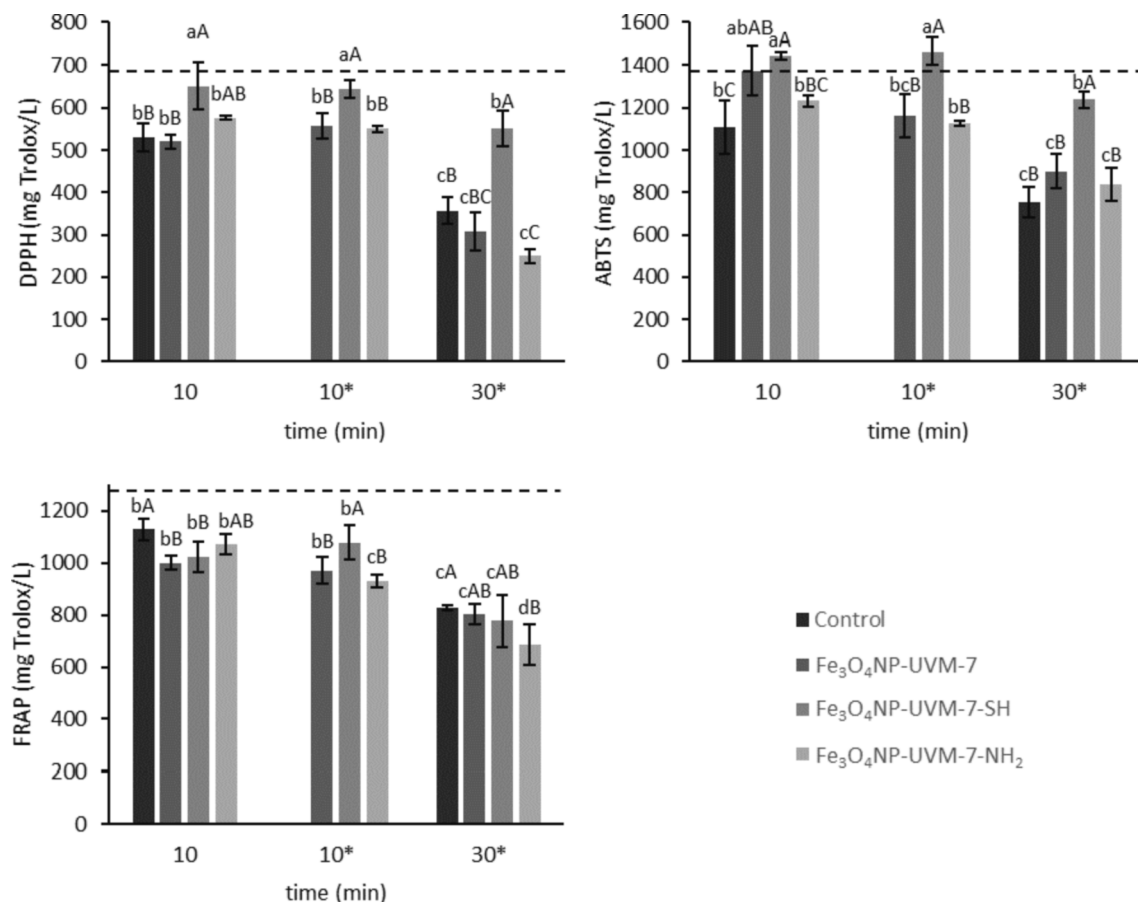 DPPH (mg Trolox/L)
800
700
600
500
400
300
200
100
0
aA
bB bB
bAB
aA
bB
bB
bA
cB
cBC
cC
10 10* 30*
time (min)
ABTS (mg Trolox/L)
1600
1400
1200
1000
800
600
400
200
0
abAB
aA
bC
bBC
aA
bcB
bB
bA
cB
cB
cB
10 10* 30*
time (min)
FRAP (mg Trolox/L)
1200
1000
800
600
400
200
0
bA
bB
bB
bAB
bA
bB
cB
cA
cAB
cAB
dB
10 10* 30*
time (min)
Control
Fe₃O₄NP-UVM-7
Fe₃O₄NP-UVM-7-SH
Fe₃O₄NP-UVM-7-NH₂